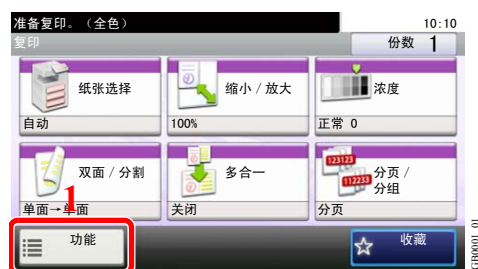 准备复印。（全色）
10:10
复印
份数 1
纸张选择
自动
缩小 / 放大
100%
浓度
正常 0
双面 / 分割
单面→单面
多合一
关闭
123123
112233
分页 /
分组
分页
1
功能
收藏
GB0001_01